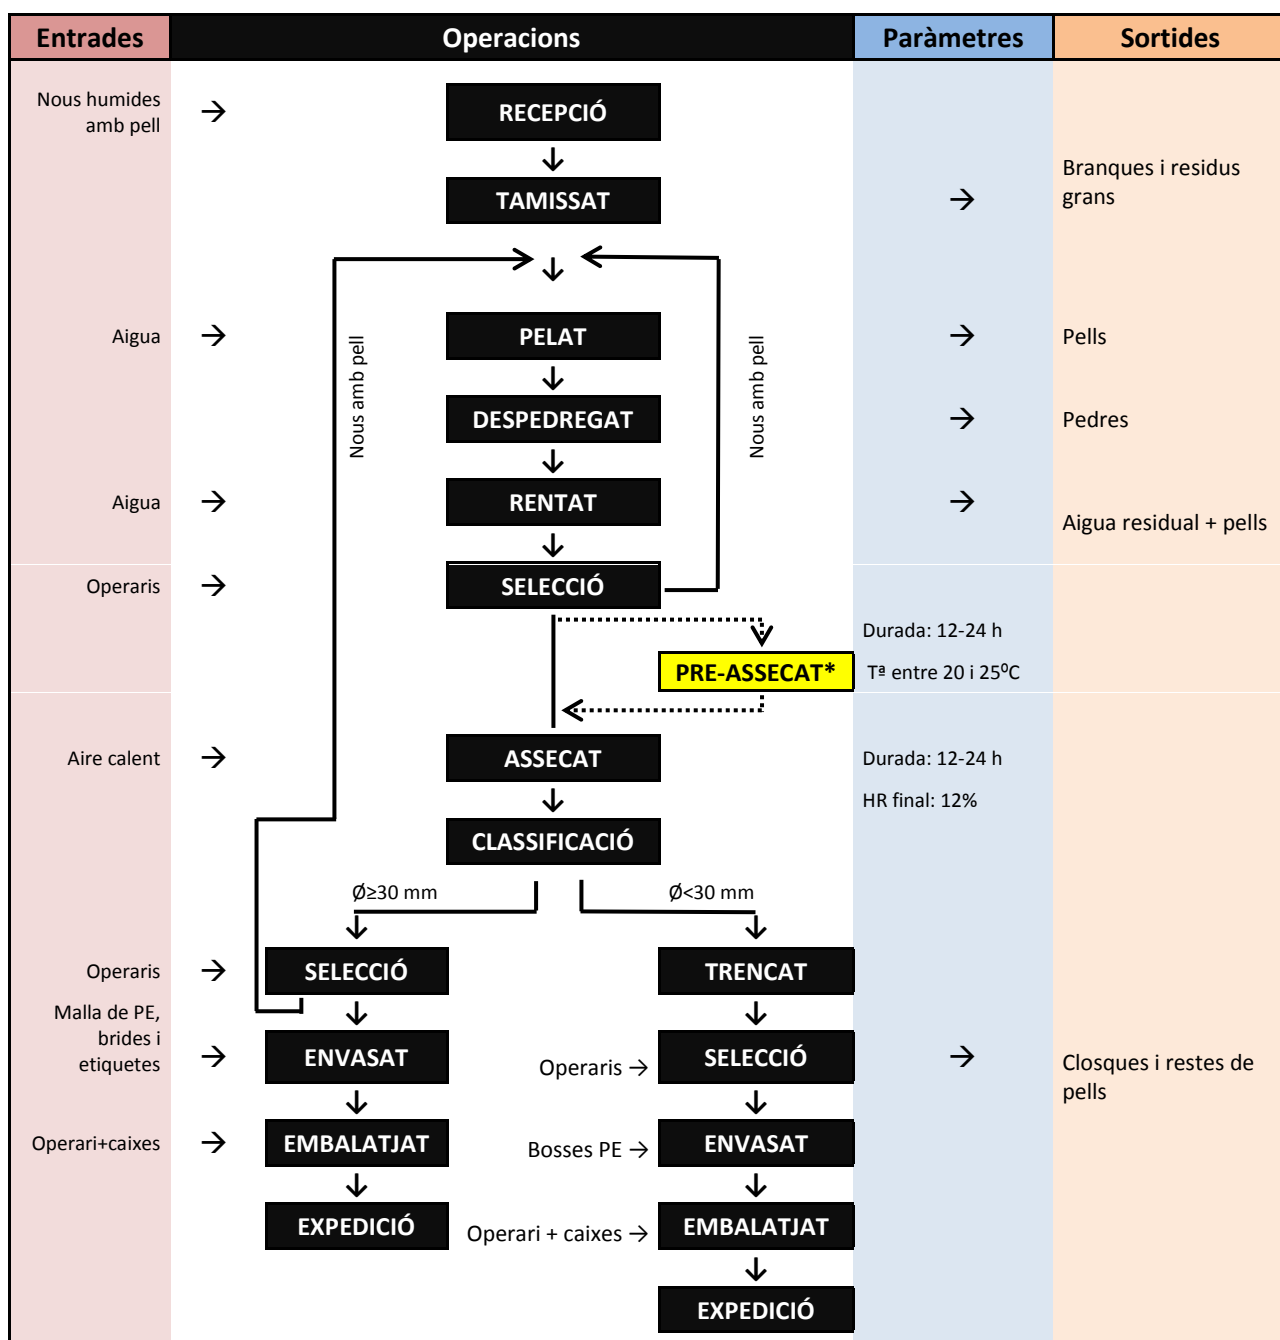 Entrades
Operacions
Paràmetres
Sortides
Nous humides
amb pell
→
RECEPCIÓ
TAMISSAT
→
Branques i residus
grans
Nous amb pell
Nous amb pell
Aigua
→
PELAT
→
Pells
DESPEDREGAT
→
Pedres
Aigua
→
RENTAT
→
Aigua residual + pells
Operaris
→
SELECCIÓ
Durada: 12-24 h
PRE-ASSECAT*
Tª entre 20 i 25ºC
Aire calent
→
ASSECAT
Durada: 12-24 h
HR final: 12%
CLASSIFICACIÓ
Ø≥30 mm
Ø<30 mm
Operaris
→
SELECCIÓ
TRENCAT
Malla de PE,
brides i
etiquetes
→
ENVASAT
Operaris →
SELECCIÓ
→
Closques i restes de
pells
Operari+caixes
→
EMBALATJAT
Bosses PE →
ENVASAT
EXPEDICIÓ
Operari + caixes →
EMBALATJAT
EXPEDICIÓ